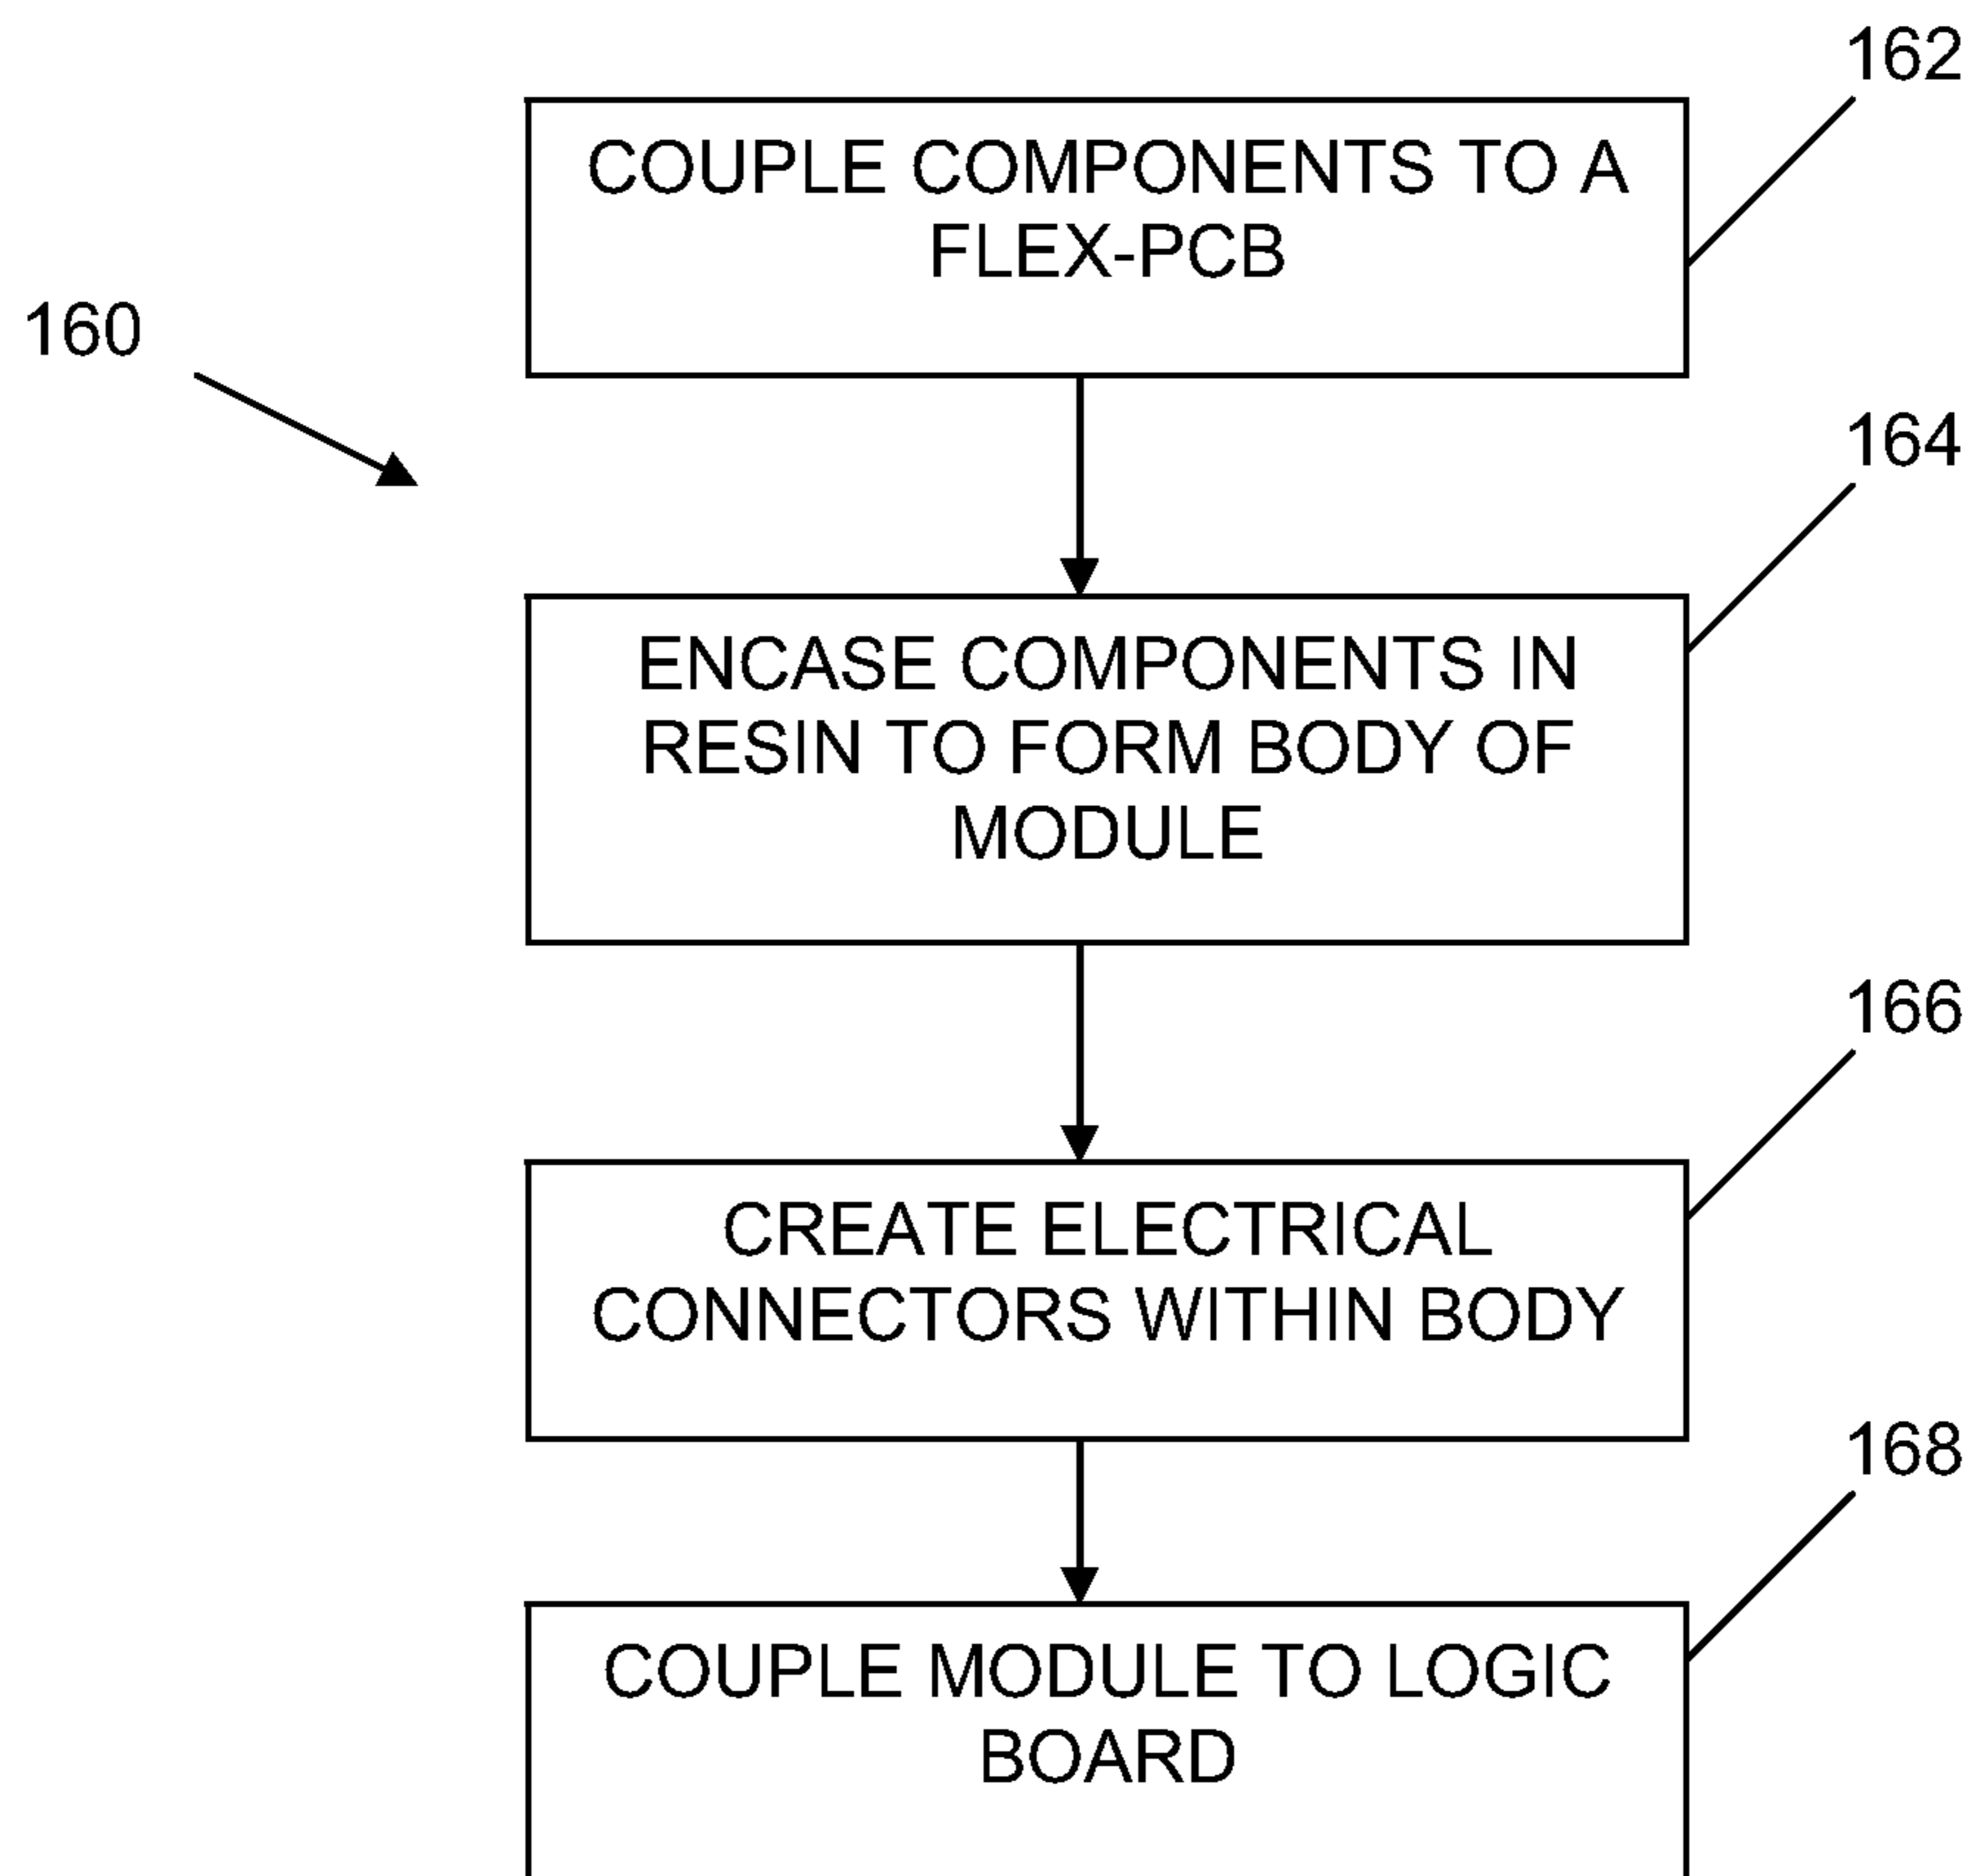 162
COUPLE COMPONENTS TO A
FLEX-PCB
160
164
ENCASE COMPONENTS IN
RESIN TO FORM BODY OF
MODULE
166
CREATE ELECTRICAL
CONNECTORS WITHIN BODY
168
COUPLE MODULE TO LOGIC
BOARD